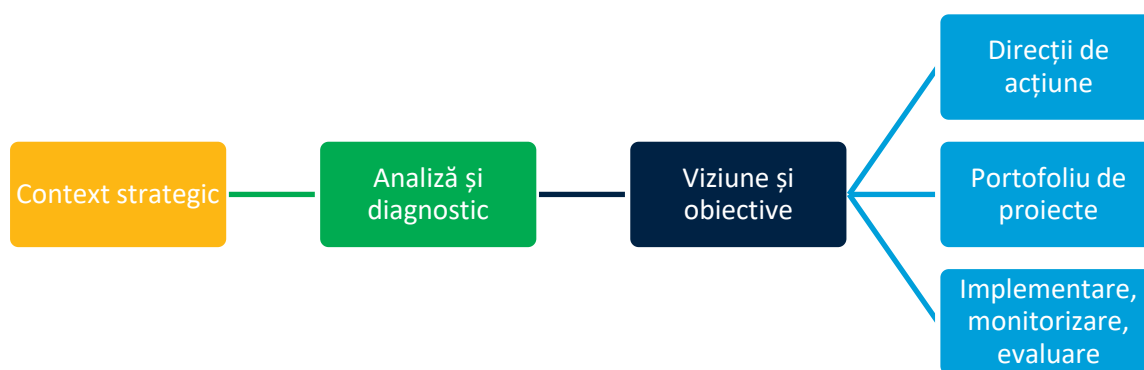 Context strategic
Analiză și
diagnostic
Viziune și
obiective
Direcții de
acțiune
Portofoliu de
proiecte
Implementare,
monitorizare,
evaluare